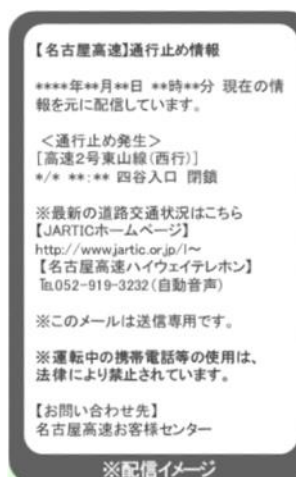 【名古屋高速】通行止め情報
****年**月**日 **時**分 現在の情
報を元に配信しています。
<通行止め発生>
[高速2号東山線(西行)]
*/* **:** 四谷入口 閉鎖
※最新の道路交通状況はこちら
【JARTICホームページ】
http://www.jartic.or.jp/l~
【名古屋高速ハイウェイテレホン】
℡052-919-3232(自動音声)
※このメールは送信専用です。
※運転中の携帯電話等の使用は、
法律により禁止されています。
【お問い合わせ先】
名古屋高速お客様センター
※配信イメージ